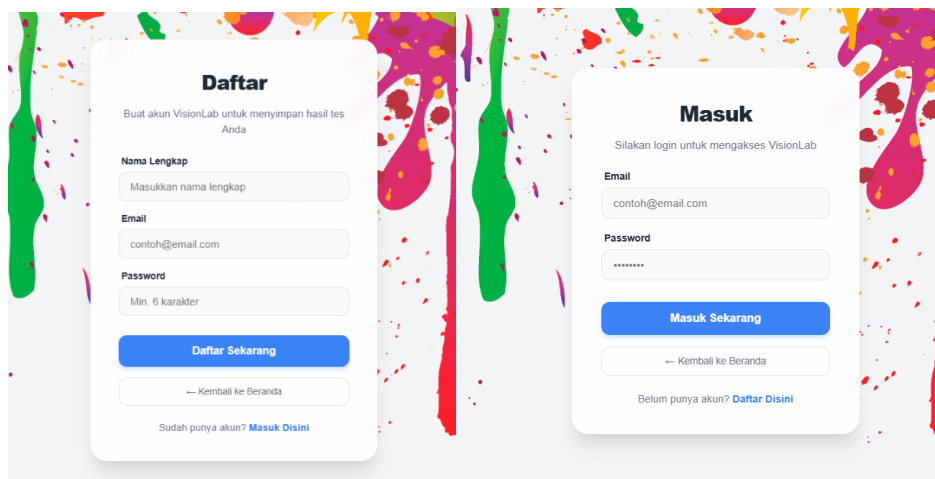 Daftar
Buat akun VisionLab untuk menyimpan hasil tes
Anda
Nama Lengkap
Masukkan nama lengkap
Email
contoh@email.com
Password
Min. 6 karakter
Daftar Sekarang
← Kembali ke Beranda
Sudah punya akun? Masuk Disini
Masuk
Silakan login untuk mengakses VisionLab
Email
contoh@email.com
Password
••••••••
Masuk Sekarang
← Kembali ke Beranda
Belum punya akun? Daftar Disini